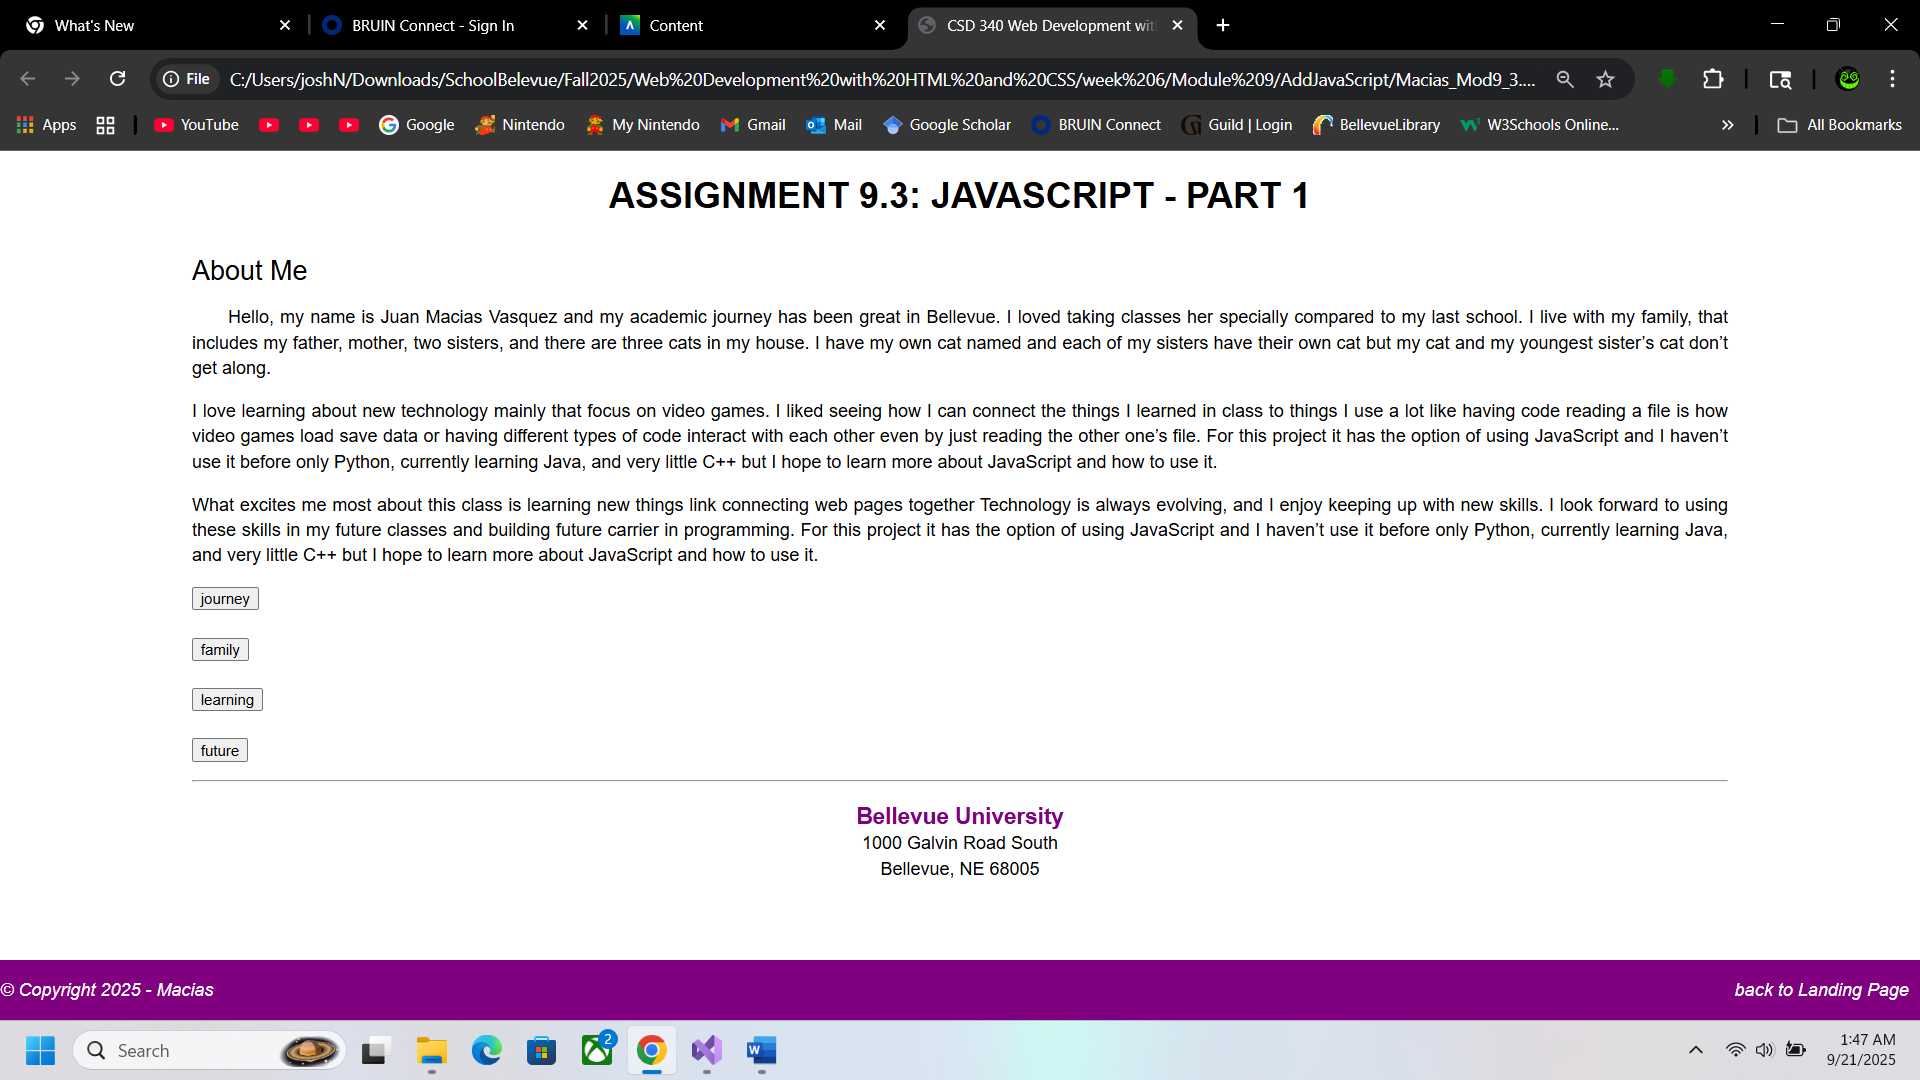 What's New
BRUIN Connect - Sign In
Content
CSD 340 Web Development wit
File
C:/Users/joshN/Downloads/SchoolBelevue/Fall2025/Web%20Development%20with%20HTML%20and%20CSS/week%206/Module%209/AddJavaScript/Macias_Mod9_3....
Apps
YouTube
Google
Nintendo
My Nintendo
Gmail
Mail
Google Scholar
BRUIN Connect
Guild | Login
BellevueLibrary
W3Schools Online...
All Bookmarks
ASSIGNMENT 9.3: JAVASCRIPT - PART 1
About Me
Hello, my name is Juan Macias Vasquez and my academic journey has been great in Bellevue. I loved taking classes her specially compared to my last school. I live with my family, that
includes my father, mother, two sisters, and there are three cats in my house. I have my own cat named and each of my sisters have their own cat but my cat and my youngest sister’s cat don’t
get along.
I love learning about new technology mainly that focus on video games. I liked seeing how I can connect the things I learned in class to things I use a lot like having code reading a file is how
video games load save data or having different types of code interact with each other even by just reading the other one’s file. For this project it has the option of using JavaScript and I haven’t
use it before only Python, currently learning Java, and very little C++ but I hope to learn more about JavaScript and how to use it.
What excites me most about this class is learning new things link connecting web pages together Technology is always evolving, and I enjoy keeping up with new skills. I look forward to using
these skills in my future classes and building future carrier in programming. For this project it has the option of using JavaScript and I haven’t use it before only Python, currently learning Java,
and very little C++ but I hope to learn more about JavaScript and how to use it.
journey
family
learning
future
Bellevue University
1000 Galvin Road South
Bellevue, NE 68005
© Copyright 2025 - Macias
back to Landing Page
Search
2
1:47 AM
9/21/2025